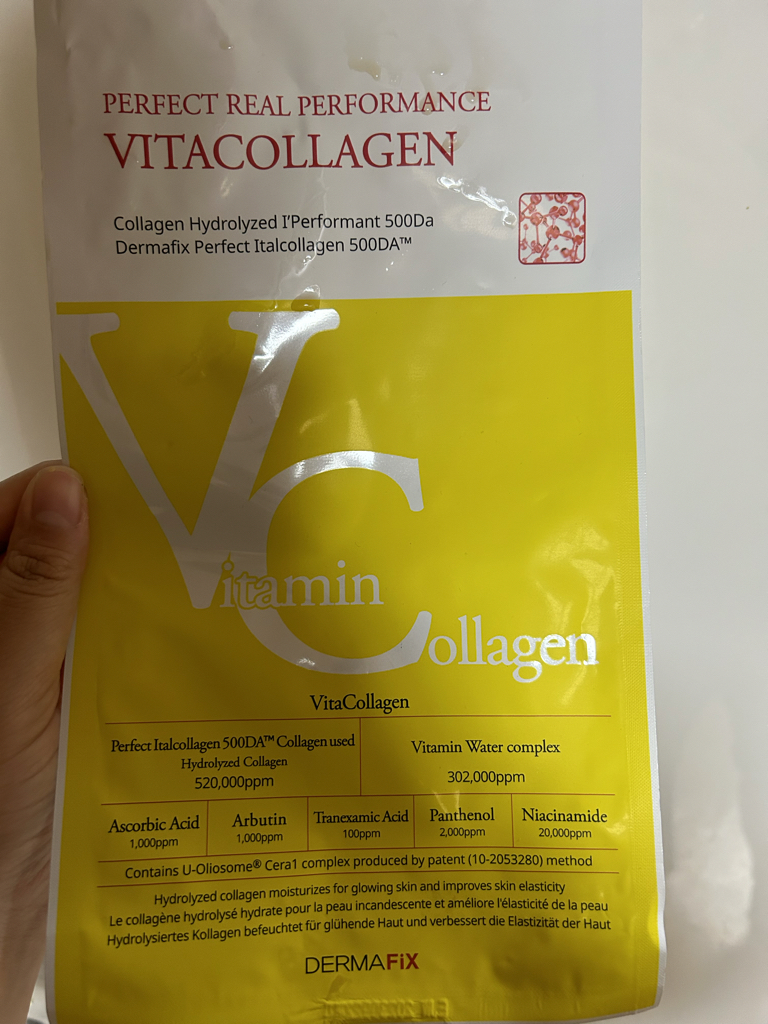 PERFECT REAL PERFORMANCE
VITACOLLAGEN
Collagen Hydrolyzed I'Performant 500Da
Dermafix Perfect Italcollagen 500DA™
Vitamin
Collagen
VitaCollagen
Perfect Italcollagen 500DA™ Collagen used
Hydrolyzed Collagen
520,000ppm
Vitamin Water complex
302,000ppm
Ascorbic Acid
1,000ppm
Arbutin
1,000ppm
Tranexamic Acid
100ppm
Panthenol
2,000ppm
Niacinamide
20,000ppm
Contains U-Oliosome® Cera1 complex produced by patent (10-2053280) method
Hydrolyzed collagen moisturizes for glowing skin and improves skin elasticity
Le collagène hydrolysé hydrate pour la peau incandescente et améliore l'élasticité de la peau
Hydrolysiertes Kollagen befeuchtet für glühende Haut und verbessert die Elastizität der Haut
DERMAFiX